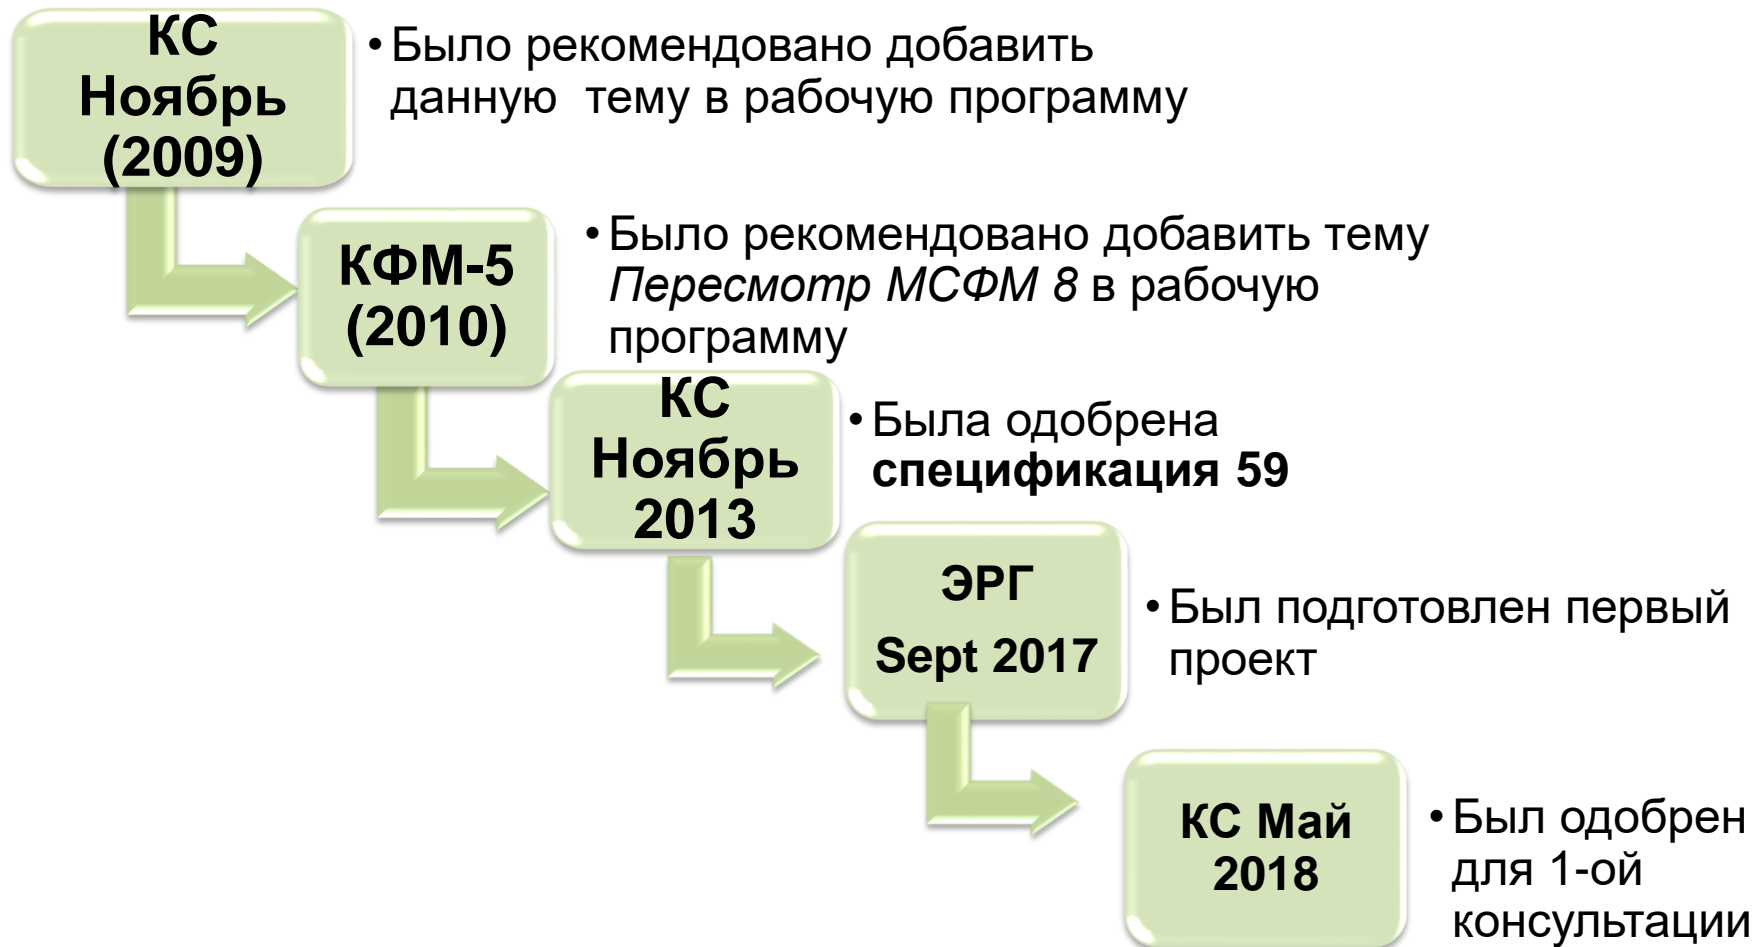 КС
Ноябрь
(2009)
• Было рекомендовано добавить
данную тему в рабочую программу
КФМ-5
(2010)
• Было рекомендовано добавить тему
Пересмотр МСФМ 8 в рабочую
программу
КС
Ноябрь
2013
• Была одобрена
спецификация 59
ЭРГ
Sept 2017
• Был подготовлен первый
проект
КС Май
2018
• Был одобрен
для 1-ой
консультации